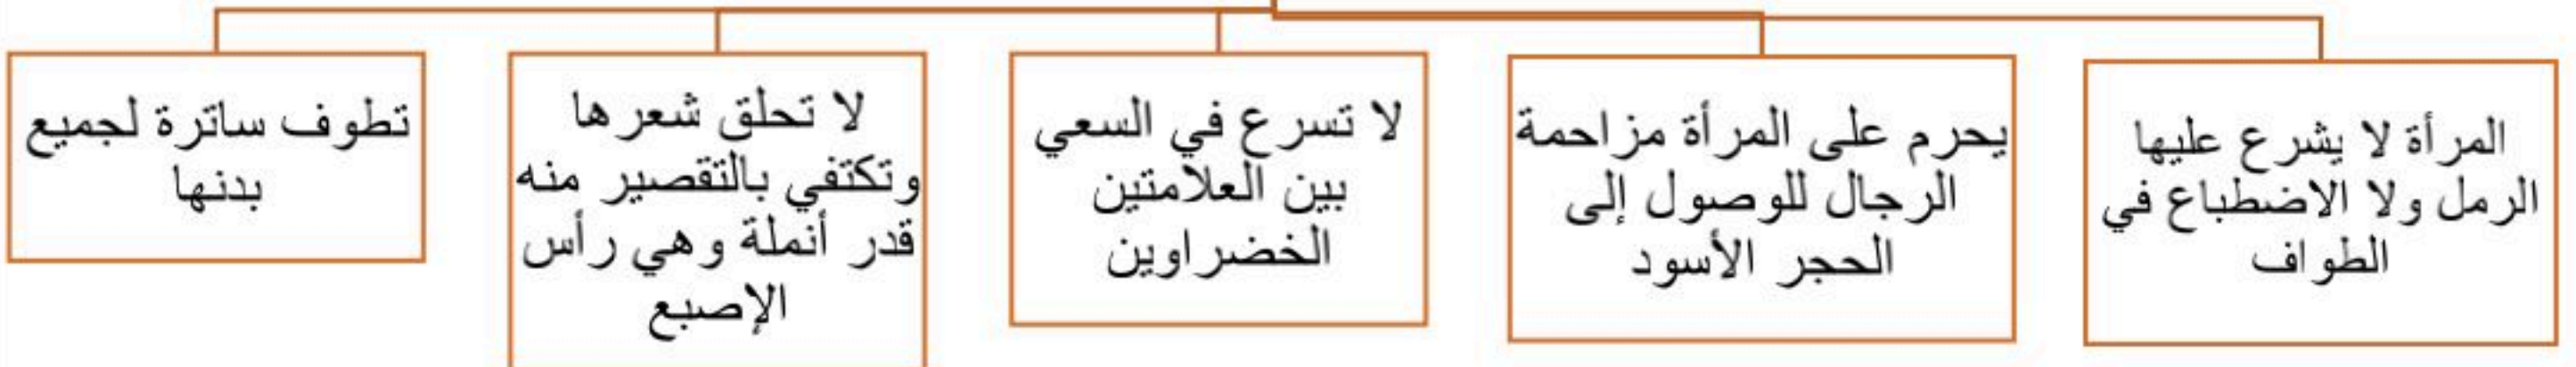 المرأة لا يشرع عليها
الرمل ولا الاضطباع في
الطواف
يحرم على المرأة مزاحمة
الرجال للوصول إلى
الحجر الأسود
لا تسرع في السعي
بين العلامتين
الخضراوين
لا تحلق شعرها
وتكتفي بالتقصير منه
قدر أنملة وهي رأس
الإصبع
تطوف ساترة لجميع
بدنها